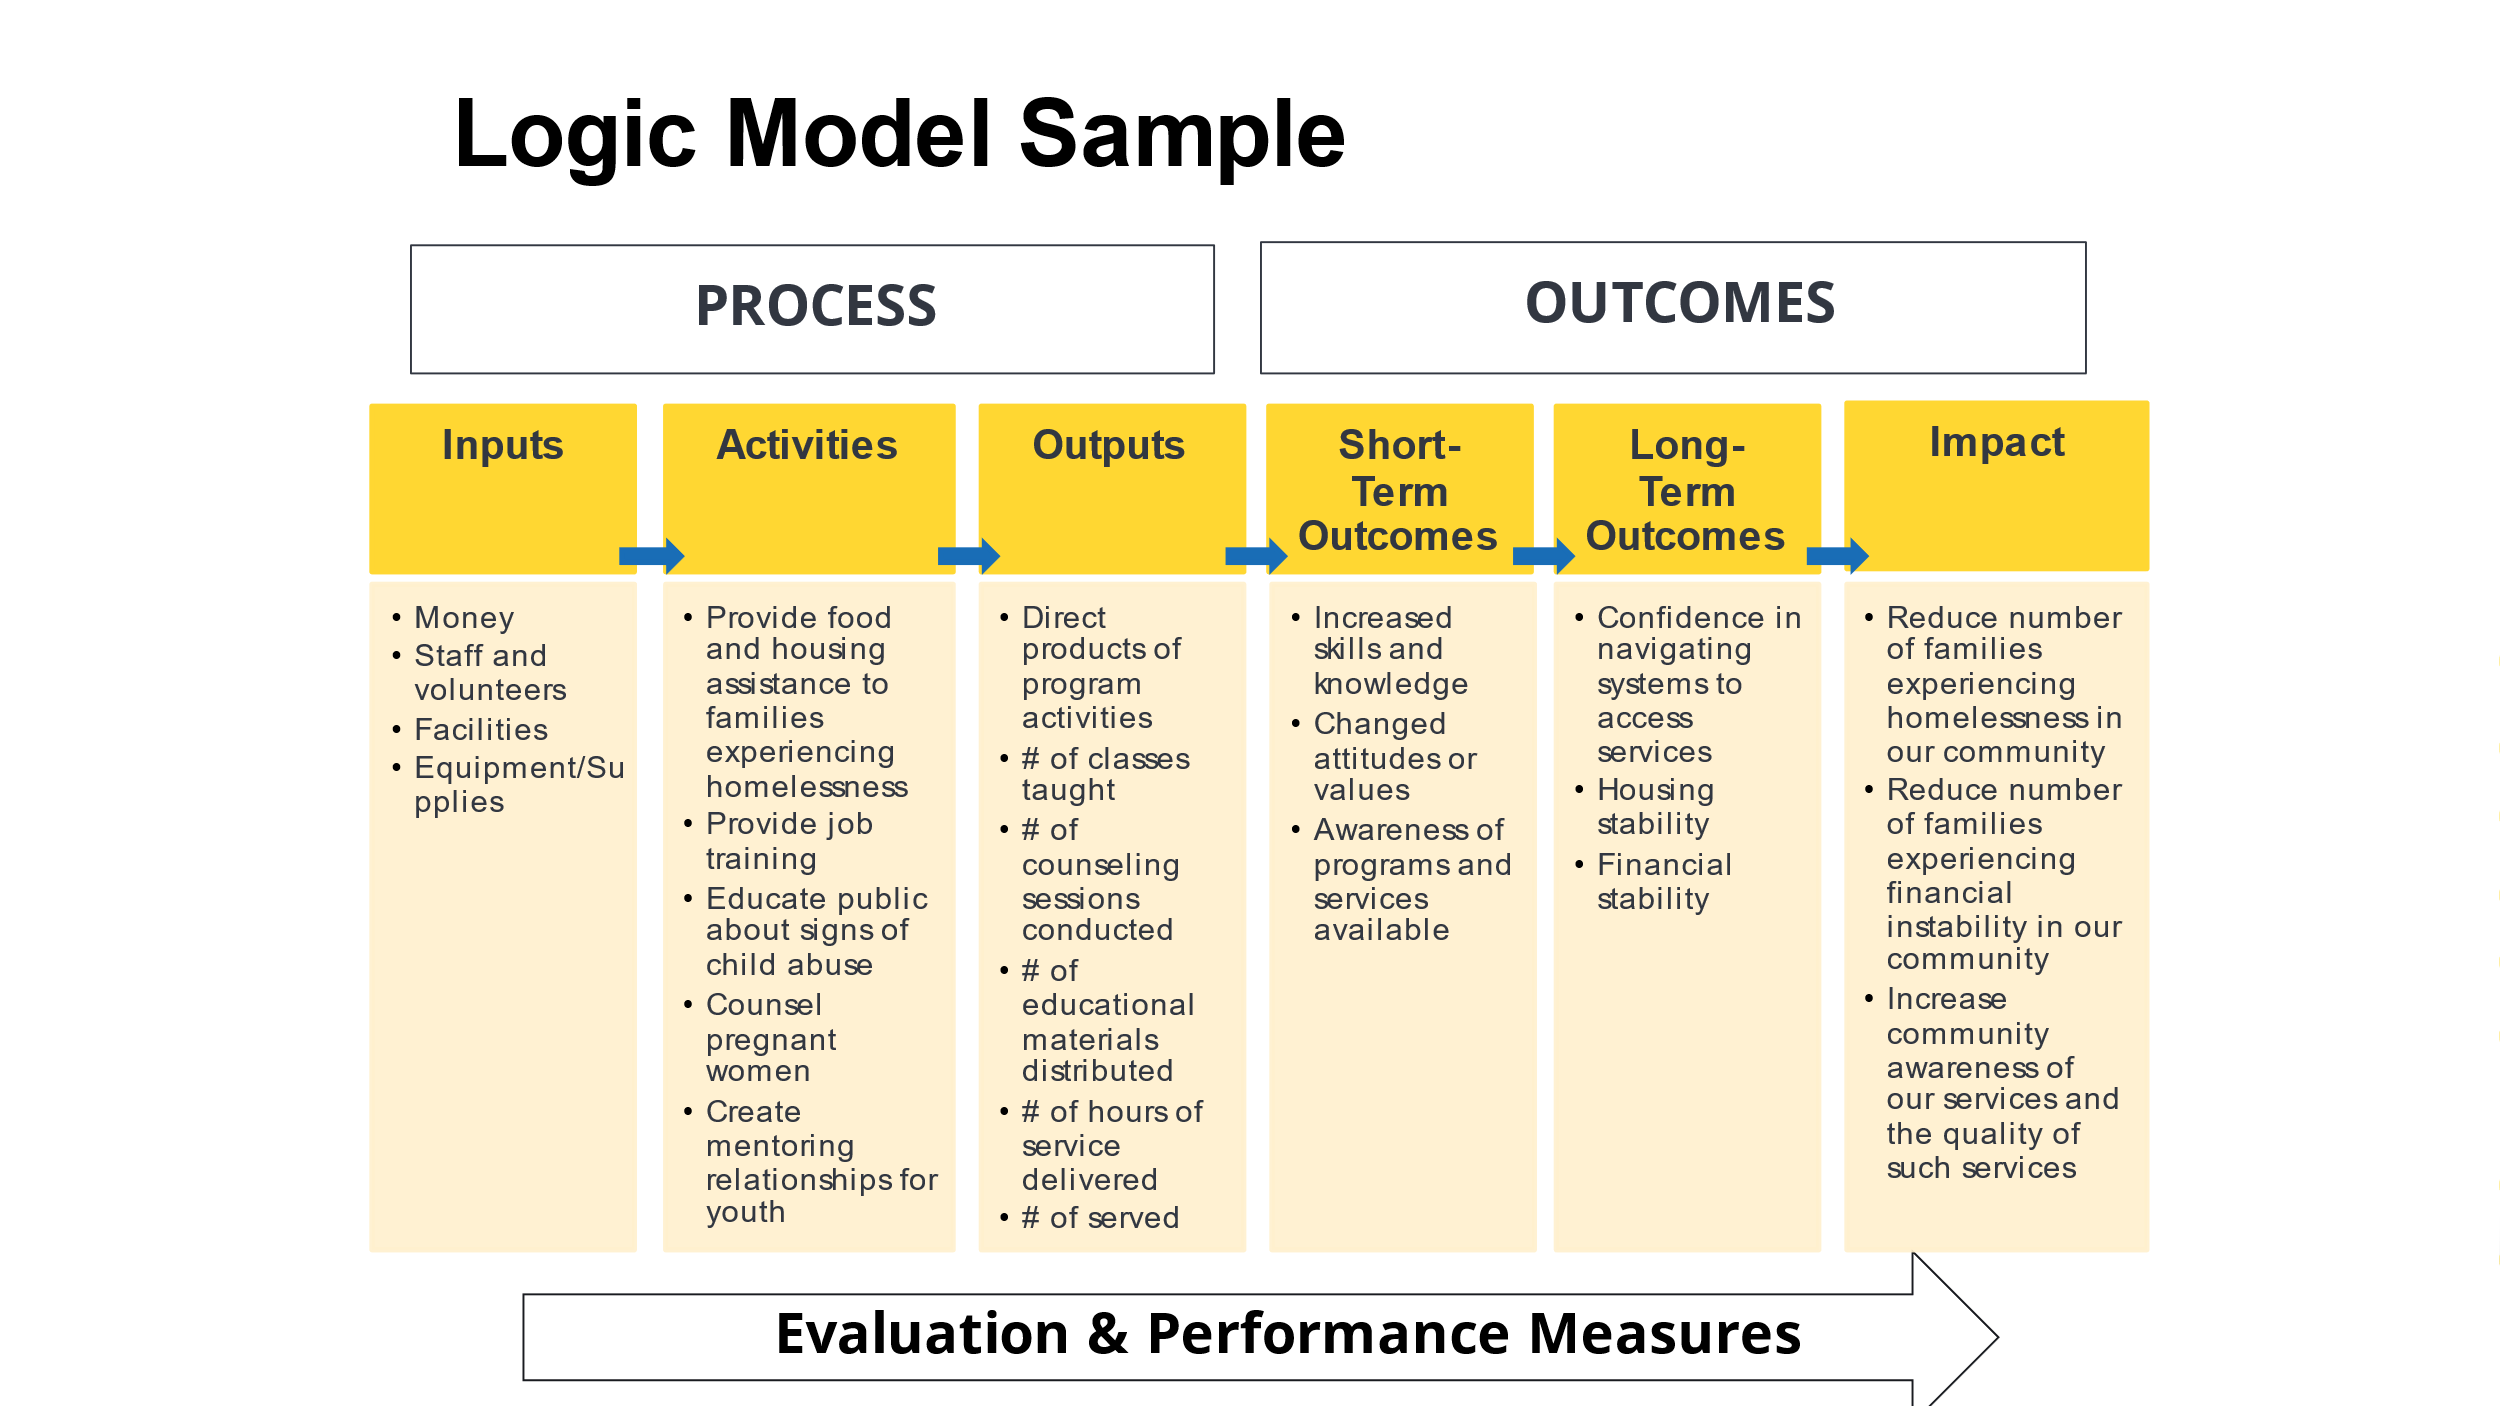 Logic Model Sample
PROCESS
OUTCOMES
Inputs
Activities
Outputs
Short-
Term
Outcomes
Long-
Term
Outcomes
Impact
• Money
• Staff and
volunteers
• Facilities
• Equipment/Su
pplies
• Provide food
and housing
assistance to
families
experiencing
homelessness
• Provide job
training
• Educate public
about signs of
child abuse
• Counsel
pregnant
women
• Create
mentoring
relationships for
youth
• Direct
products of
program
activities
• # of classes
taught
• # of
counseling
sessions
conducted
• # of
educational
materials
distributed
• # of hours of
service
delivered
• # of served
• Increased
skills and
knowledge
• Changed
attitudes or
values
• Awareness of
programs and
services
available
• Confidence in
navigating
systems to
access
services
• Housing
stability
• Financial
stability
• Reduce number
of families
experiencing
homelessness in
our community
• Reduce number
of families
experiencing
financial
instability in our
community
• Increase
community
awareness of
our services and
the quality of
such services
Evaluation & Performance Measures